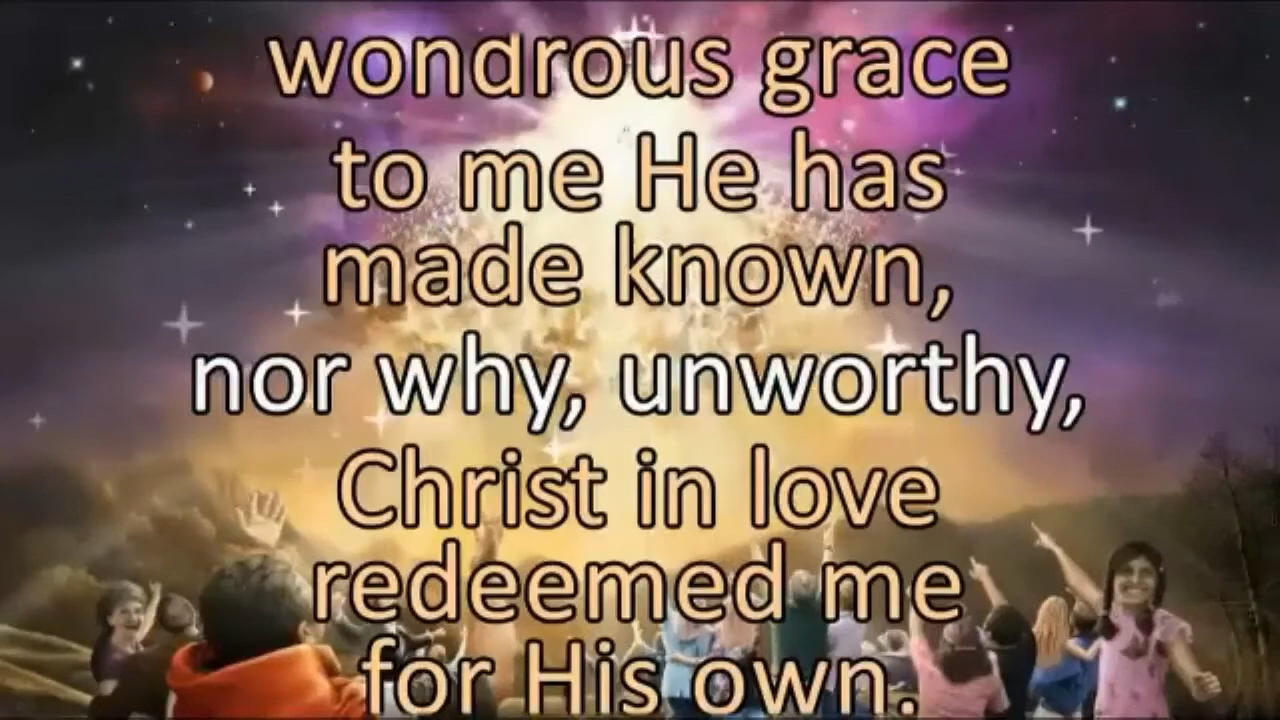 wondrous grace
to me He has
made known,
nor why, unworthy,
Christ in love
redeemed me
for His own.